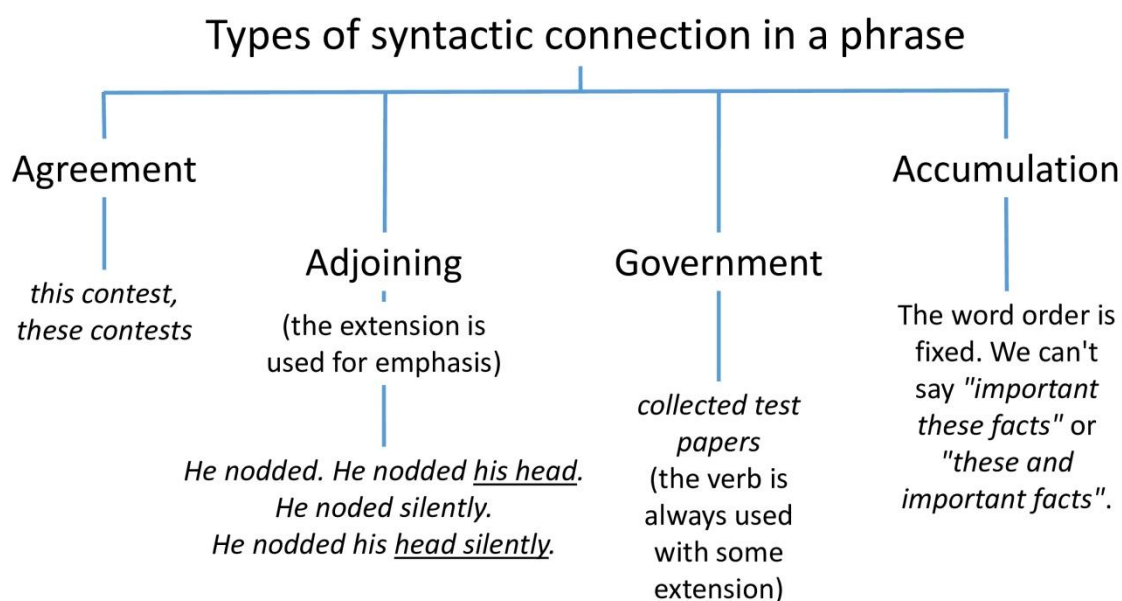 Types of syntactic connection in a phrase
Agreement
this contest,
these contests
Adjoining
(the extension is
used for emphasis)
He nodded. He nodded his head.
He noded silently.
He nodded his head silently.
Government
collected test
papers
(the verb is
always used
with some
extension)
Accumulation
The word order is
fixed. We can't
say "important
these facts" or
"these and
important facts".